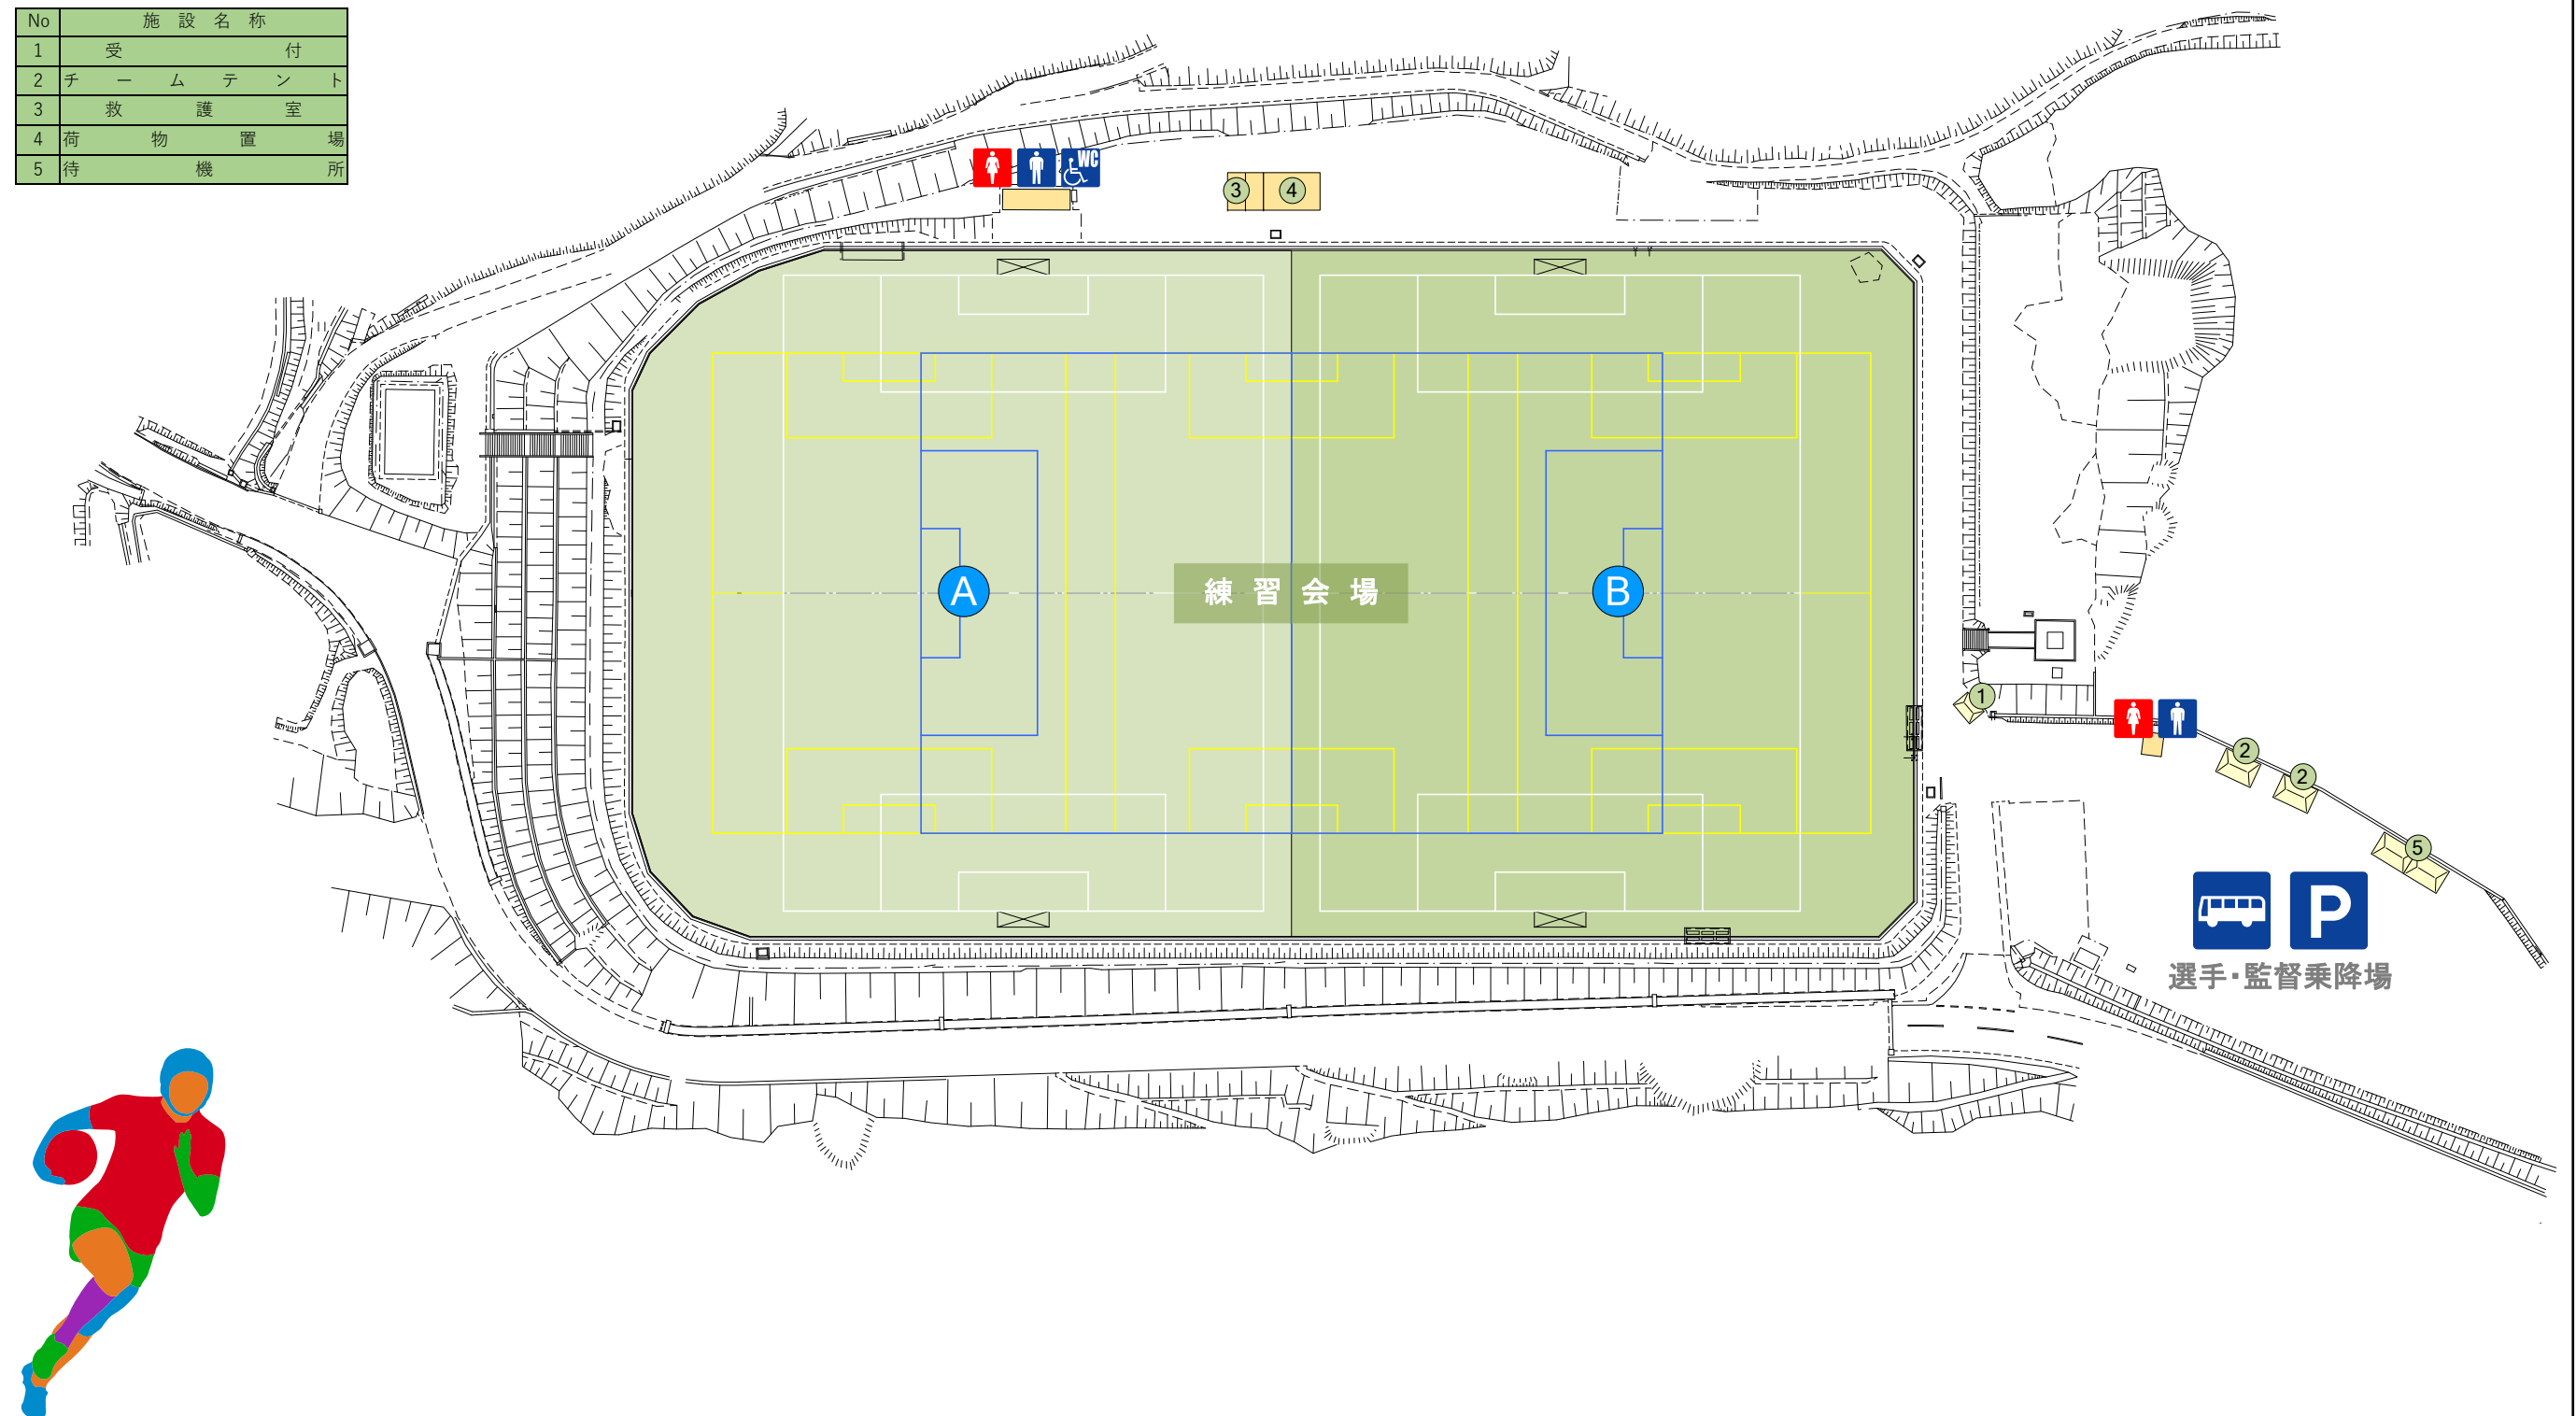 No 施設名称
1 受付
2 チームテント
3 救護室
4 荷物置場
5 待機所
WC
3 4
A 練習会場 B
1
2
2
5
P
選手・監督乗降場